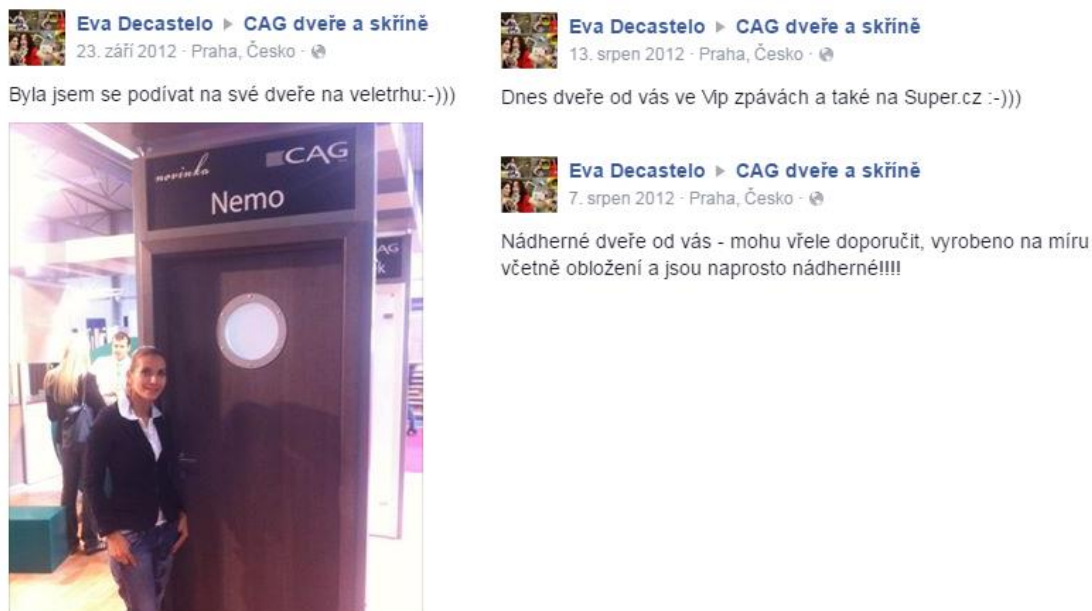 Eva Decastelo ▸ CAG dveře a skříně
23. září 2012 · Praha, Česko ·
Byla jsem se podívat na své dveře na veletrhu:-)))
CAG
novinka
Nemo
AG
k
Eva Decastelo ▸ CAG dveře a skříně
13. srpen 2012 · Praha, Česko ·
Dnes dveře od vás ve Vip zpávách a také na Super.cz :-)))
Eva Decastelo ▸ CAG dveře a skříně
7. srpen 2012 · Praha, Česko ·
Nádherné dveře od vás - mohu vřele doporučit, vyrobeno na míru
včetně obložení a jsou naprosto nádherné!!!!